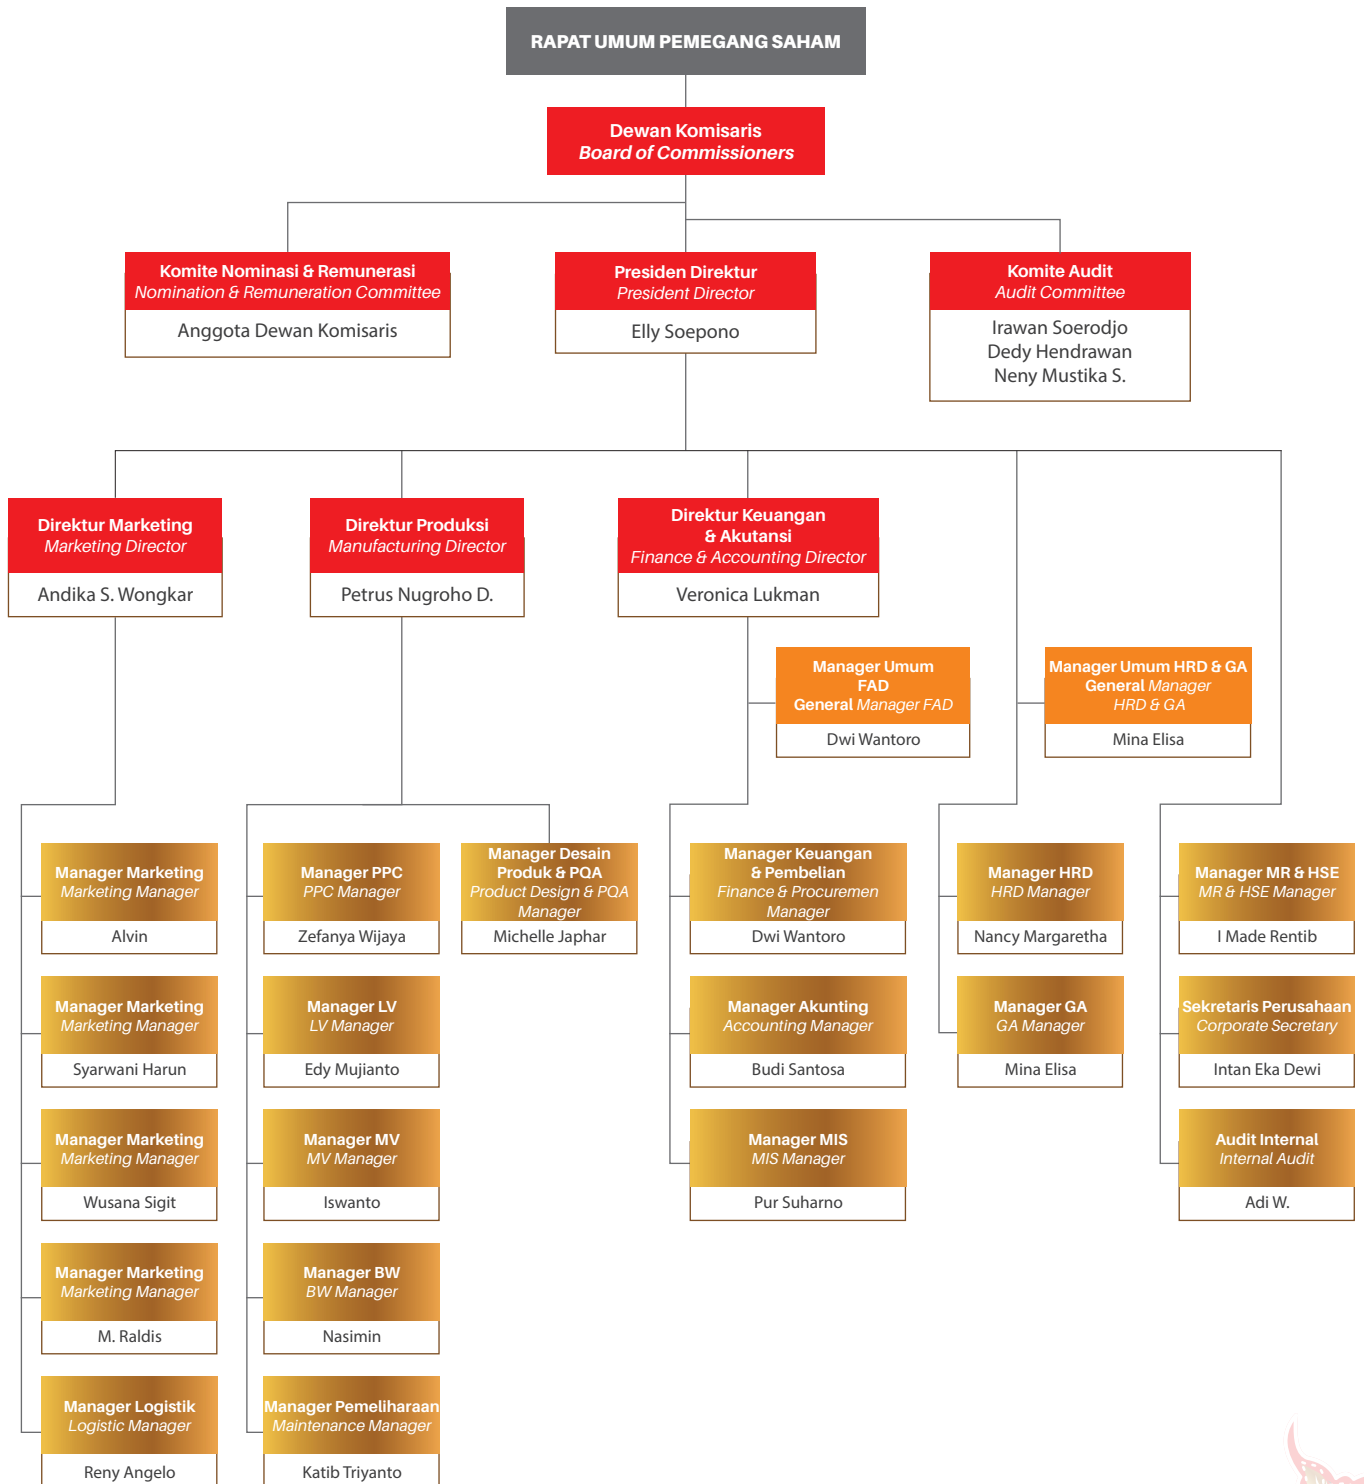 RAPAT UMUM PEMEGANG SAHAM
Dewan Komisaris
Board of Commissioners
Komite Nominasi & Remunerasi
Nomination & Remuneration Committee
Anggota Dewan Komisaris
Presiden Direktur
President Director
Elly Soepono
Komite Audit
Audit Committee
Irawan Soerodjo
Dedy Hendrawan
Neny Mustika S.
Direktur Marketing
Marketing Director
Andika S. Wongkar
Direktur Produksi
Manufacturing Director
Petrus Nugroho D.
Direktur Keuangan
& Akutansi
Finance & Accounting Director
Veronica Lukman
Manager Umum
FAD
General Manager FAD
Dwi Wantoro
Manager Umum HRD & GA
General Manager
HRD & GA
Mina Elisa
Manager Marketing
Marketing Manager
Alvin
Manager PPC
PPC Manager
Zefanya Wijaya
Manager Desain
Produk & PQA
Product Design & PQA
Manager
Michelle Japhar
Manager Keuangan
& Pembelian
Finance & Procuremen
Manager
Dwi Wantoro
Manager HRD
HRD Manager
Nancy Margaretha
Manager MR & HSE
MR & HSE Manager
I Made Rentib
Manager Marketing
Marketing Manager
Syarwani Harun
Manager LV
LV Manager
Edy Mujianto
Manager Akunting
Accounting Manager
Budi Santosa
Manager GA
GA Manager
Mina Elisa
Sekretaris Perusahaan
Corporate Secretary
Intan Eka Dewi
Manager Marketing
Marketing Manager
Wusana Sigit
Manager MV
MV Manager
Iswanto
Manager MIS
MIS Manager
Pur Suharno
Audit Internal
Internal Audit
Adi W.
Manager Marketing
Marketing Manager
M. Raldis
Manager BW
BW Manager
Nasimin
Manager Logistik
Logistic Manager
Reny Angelo
Manager Pemeliharaan
Maintenance Manager
Katib Triyanto